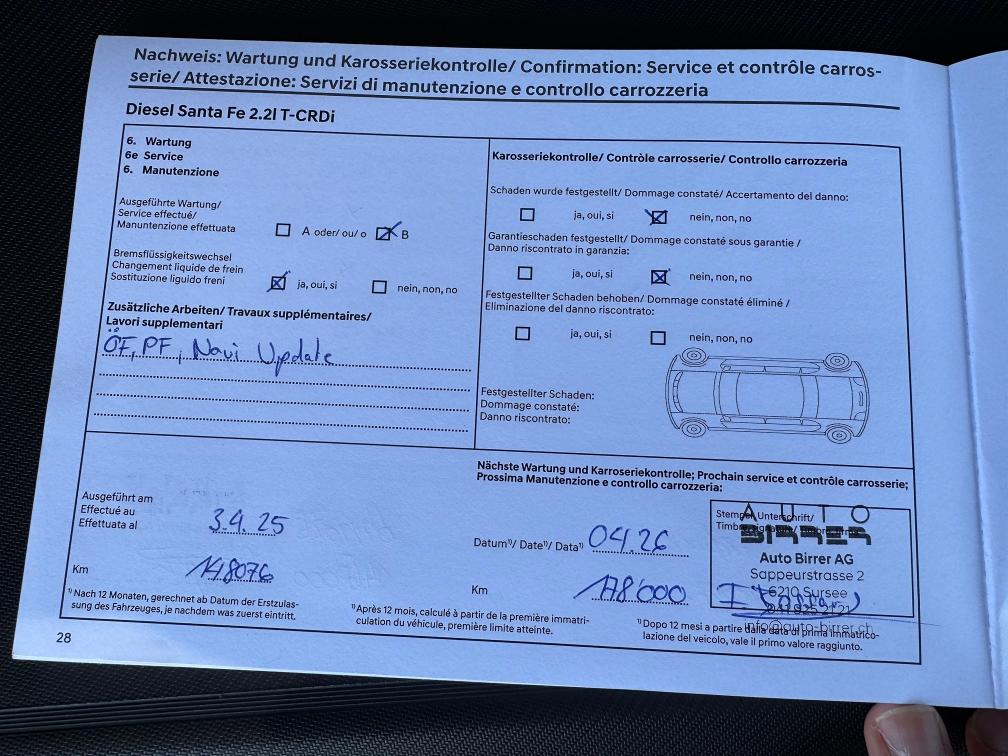 Nachweis: Wartung und Karosseriekontrolle/ Confirmation: Service et contrôle carros-
serie/ Attestazione: Servizi di manutenzione e controllo carrozzeria
Diesel Santa Fe 2.2l T-CRDi
6. Wartung
6e Service
6. Manutenzione
Ausgeführte Wartung/
Service effectué/
Manuntenzione effettuata
A oder/ ou/ o B
Bremsflüssigkeitswechsel
Changement liquide de frein
Sostituzione liguido freni
ja, oui, si nein, non, no
Zusätzliche Arbeiten/ Travaux supplémentaires/
Lavori supplementari
ÖF, PF, Navi Update
Karosseriekontrolle/ Contrôle carrosserie/ Controllo carrozzeria
Schaden wurde festgestellt/ Dommage constaté/ Accertamento del danno:
ja, oui, si nein, non, no
Garantieschaden festgestellt/ Dommage constaté sous garantie /
Danno riscontrato in garanzia:
ja, oui, si nein, non, no
Festgestellter Schaden behoben/ Dommage constaté éliminé /
Eliminazione del danno riscontrato:
ja, oui, si nein, non, no
Festgestellter Schaden:
Dommage constaté:
Danno riscontrato:
Ausgeführt am
Effectué au
Effettuata al
3.4.25
Km
148076
Nächste Wartung und Karroseriekontrolle; Prochain service et contrôle carrosserie;
Prossima Manutenzione e controllo carrozzeria:
Datum¹⁾/ Date¹⁾/ Data¹⁾ 04.26
Km 178'000
Stempel, Unterschrift/
AUTO
BIRRER
Auto Birrer AG
Sappeurstrasse 2
6210 Sursee
info@auto-birrer.ch
¹⁾ Nach 12 Monaten, gerechnet ab Datum der Erstzulas-
sung des Fahrzeuges, je nachdem was zuerst eintritt.
¹⁾ Après 12 mois, calculé à partir de la première immatri-
culation du véhicule, première limite atteinte.
¹⁾ Dopo 12 mesi a partire dalla data di prima immatrico-
lazione del veicolo, vale il primo valore raggiunto.
28